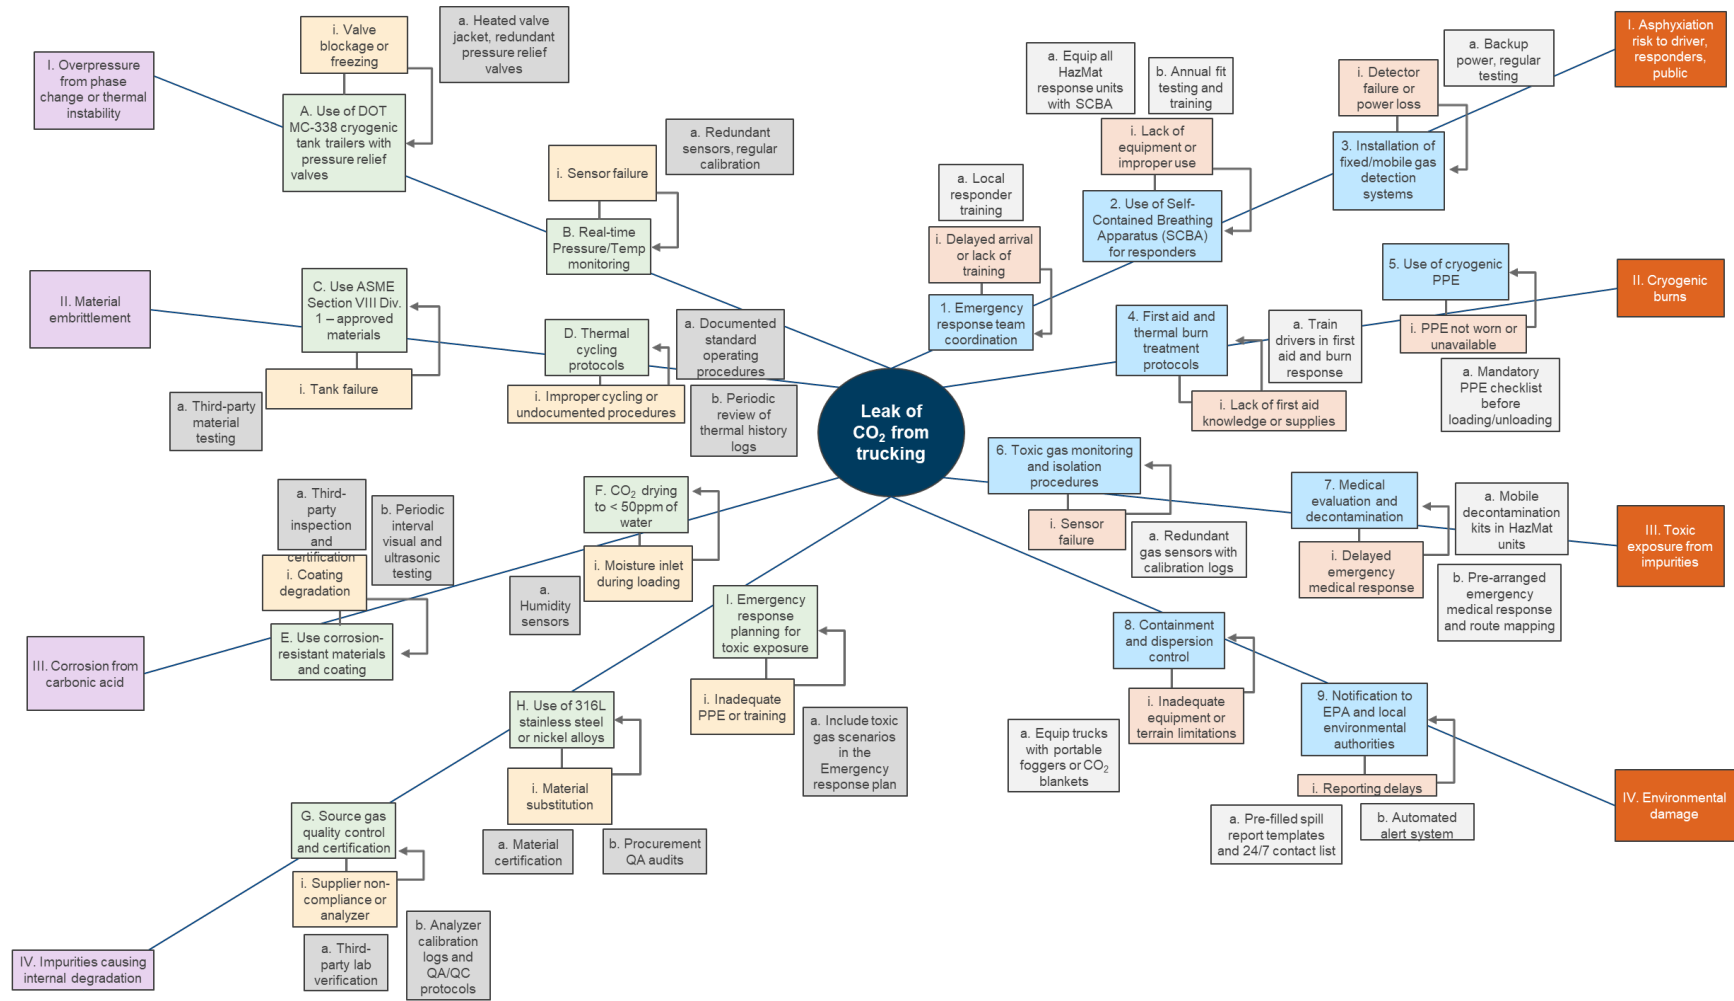 I. Overpressure
from phase
change or thermal
instability
i. Valve
blockage or
freezing
a. Heated valve
jacket, redundant
pressure relief
valves
A. Use of DOT
MC-338 cryogenic
tank trailers with
pressure relief
valves
i. Sensor failure
a. Redundant
sensors, regular
calibration
B. Real-time
Pressure/Temp
monitoring
II. Material
embrittlement
C. Use ASME
Section VIII Div.
1 – approved
materials
i. Tank failure
a. Third-party
material
testing
D. Thermal
cycling
protocols
i. Improper cycling or
undocumented procedures
a. Documented
standard
operating
procedures
b. Periodic
review of
thermal history
logs
III. Corrosion from
carbonic acid
a. Third-
party
inspection
and
certification
b. Periodic
interval
visual and
ultrasonic
testing
i. Coating
degradation
E. Use corrosion-
resistant materials
and coating
F. CO2 drying
to < 50ppm of
water
i. Moisture inlet
during loading
a.
Humidity
sensors
IV. Impurities causing
internal degradation
G. Source gas
quality control
and certification
i. Supplier non-
compliance or
analyzer
a. Third-
party lab
verification
b. Analyzer
calibration
logs and
QA/QC
protocols
H. Use of 316L
stainless steel
or nickel alloys
i. Material
substitution
a. Material
certification
b. Procurement
QA audits
I. Emergency
response
planning for
toxic exposure
i. Inadequate
PPE or training
a. Include toxic
gas scenarios
in the
Emergency
response plan
Leak of
CO2 from
trucking
I. Asphyxiation
risk to driver,
responders,
public
a. Local
responder
training
i. Delayed arrival
or lack of
training
1. Emergency
response team
coordination
a. Equip all
HazMat
response units
with SCBA
b. Annual fit
testing and
training
i. Lack of
equipment or
improper use
2. Use of Self-
Contained Breathing
Apparatus (SCBA)
for responders
a. Backup
power, regular
testing
i. Detector
failure or
power loss
3. Installation of
fixed/mobile gas
detection
systems
II. Cryogenic
burns
4. First aid and
thermal burn
treatment
protocols
a. Train
drivers in first
aid and burn
response
i. Lack of first aid
knowledge or supplies
5. Use of cryogenic
PPE
i. PPE not worn or
unavailable
a. Mandatory
PPE checklist
before
loading/unloading
III. Toxic
exposure from
impurities
6. Toxic gas monitoring
and isolation
procedures
i. Sensor
failure
a. Redundant
gas sensors with
calibration logs
7. Medical
evaluation and
decontamination
i. Delayed
emergency
medical response
a. Mobile
decontamination
kits in HazMat
units
b. Pre-arranged
emergency
medical response
and route mapping
IV. Environmental
damage
8. Containment
and dispersion
control
i. Inadequate
equipment or
terrain limitations
a. Equip trucks
with portable
foggers or CO2
blankets
9. Notification to
EPA and local
environmental
authorities
i. Reporting delays
a. Pre-filled spill
report templates
and 24/7 contact list
b. Automated
alert system